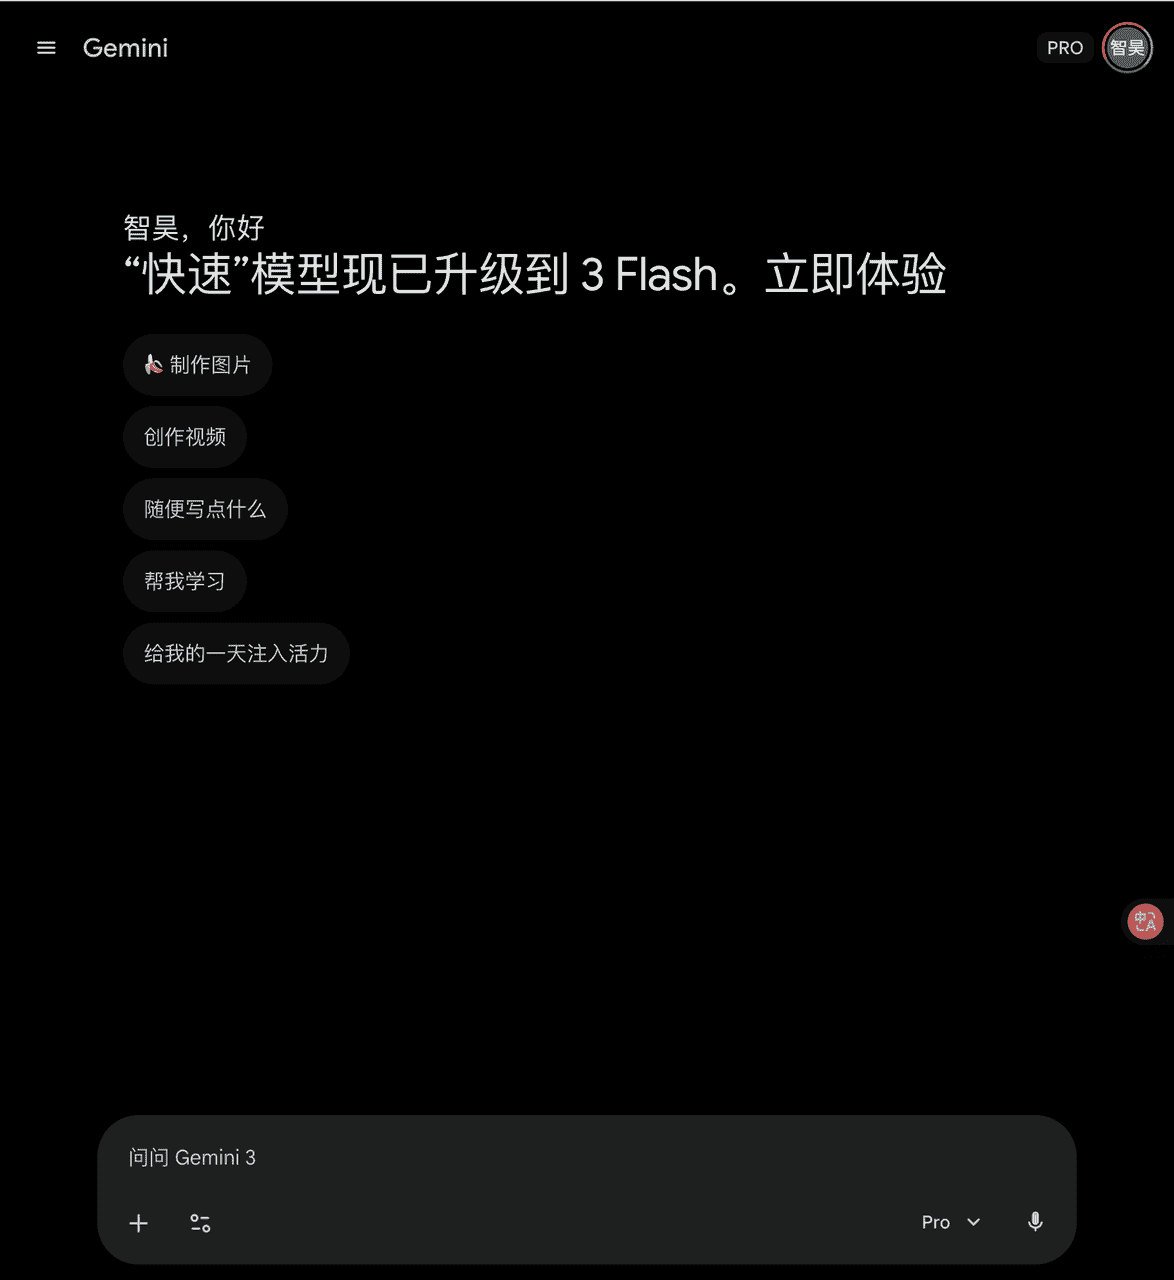 Gemini
PRO
智昊
智昊，你好
“快速”模型现已升级到 3 Flash。立即体验
制作图片
创作视频
随便写点什么
帮我学习
给我的一天注入活力
中A
问问 Gemini 3
Pro